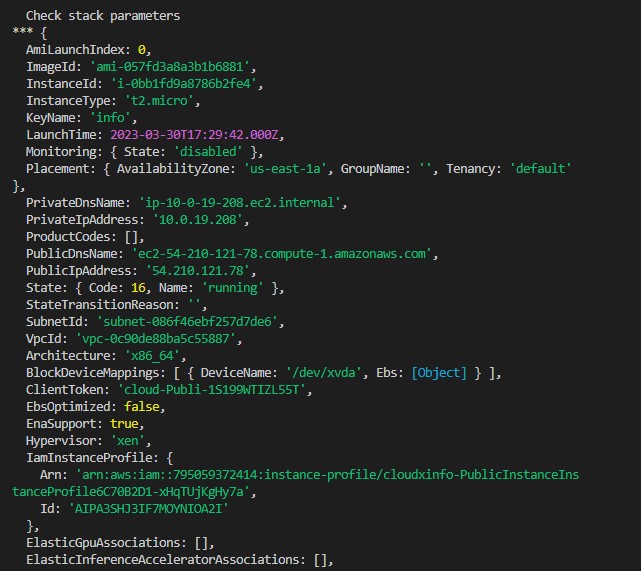 Check stack parameters
*** {
AmiLaunchIndex: 0,
ImageId: 'ami-057fd3a8a3b1b6881',
InstanceId: 'i-0bb1fd9a8786b2fe4',
InstanceType: 't2.micro',
KeyName: 'info',
LaunchTime: 2023-03-30T17:29:42.000Z,
Monitoring: { State: 'disabled' },
Placement: { AvailabilityZone: 'us-east-1a', GroupName: '', Tenancy: 'default'
},
PrivateDnsName: 'ip-10-0-19-208.ec2.internal',
PrivateIpAddress: '10.0.19.208',
ProductCodes: [],
PublicDnsName: 'ec2-54-210-121-78.compute-1.amazonaws.com',
PublicIpAddress: '54.210.121.78',
State: { Code: 16, Name: 'running' },
StateTransitionReason: '',
SubnetId: 'subnet-086f46ebf257d7de6',
VpcId: 'vpc-0c90de88ba5c55887',
Architecture: 'x86_64',
BlockDeviceMappings: [ { DeviceName: '/dev/xvda', Ebs: [Object] } ],
ClientToken: 'cloud-Publi-1S199WTIZL55T',
EbsOptimized: false,
EnaSupport: true,
Hypervisor: 'xen',
IamInstanceProfile: {
Arn: 'arn:aws:iam::795059372414:instance-profile/cloudxinfo-PublicInstanceIns
tanceProfile6C70B2D1-xHqTUjKgHy7a',
Id: 'AIPA3SHJ3IF7MOYNIOA2I'
},
ElasticGpuAssociations: [],
ElasticInferenceAcceleratorAssociations: [],